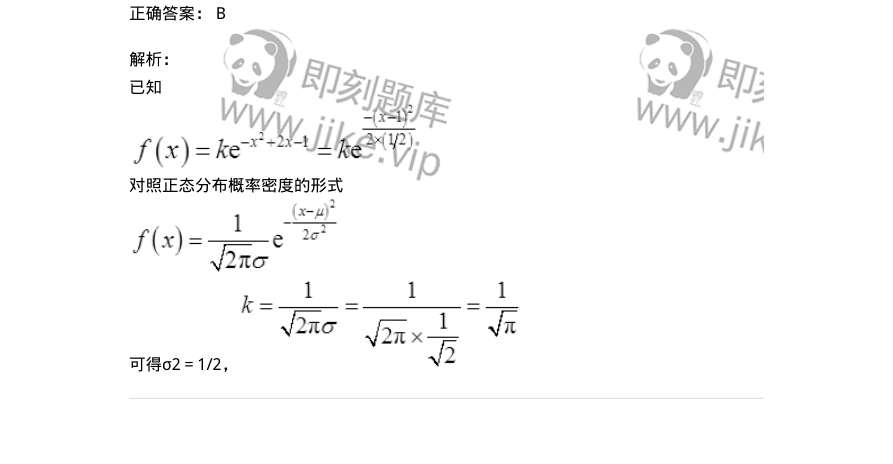 正确答案： B
解析：
已知
即刻题库
www.jike.vip
即刻
www.jik
f(x)=ke^{-x^2+2x-1}=ke^{\frac{-(x-1)^2}{2×(1/2)}}
对照正态分布概率密度的形式
f(x)=\frac{1}{\sqrt{2π}σ}e^{-\frac{(x-μ)^2}{2σ^2}}
k=\frac{1}{\sqrt{2π}σ}=\frac{1}{\sqrt{2π}×\frac{1}{\sqrt{2}}}=\frac{1}{\sqrt{π}}
可得σ2 = 1/2，